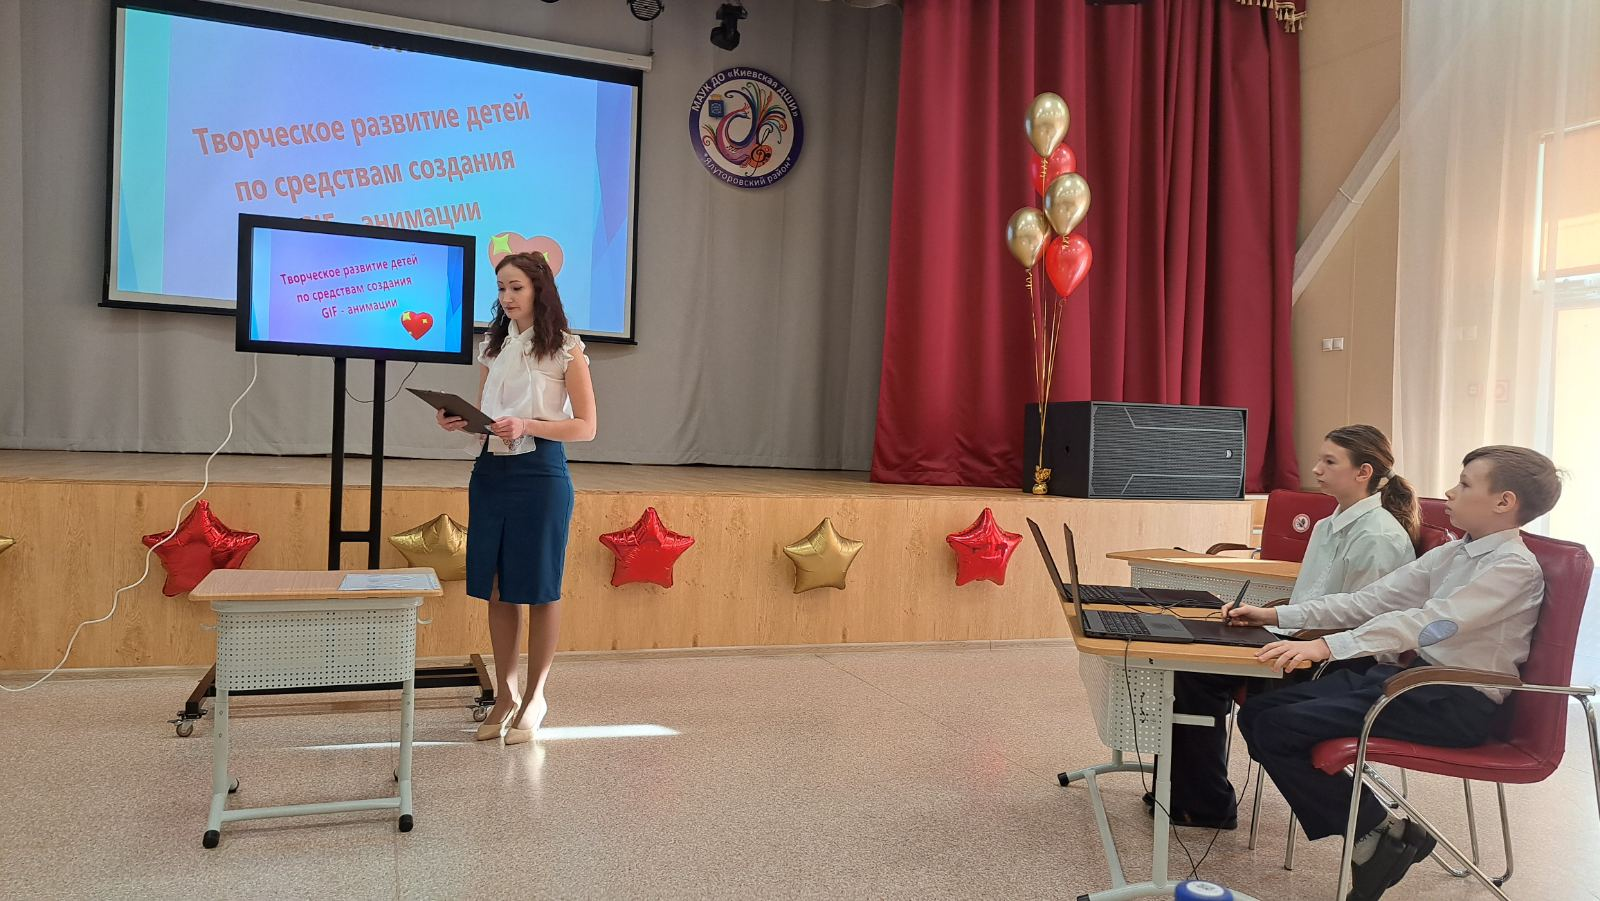 Творческое развитие детей
по средствам создания
GIF - анимации
МАУК ДО «Киевская ДШИ»
"Ялуторовский район"
Творческое развитие детей
по средствам создания
GIF - анимации